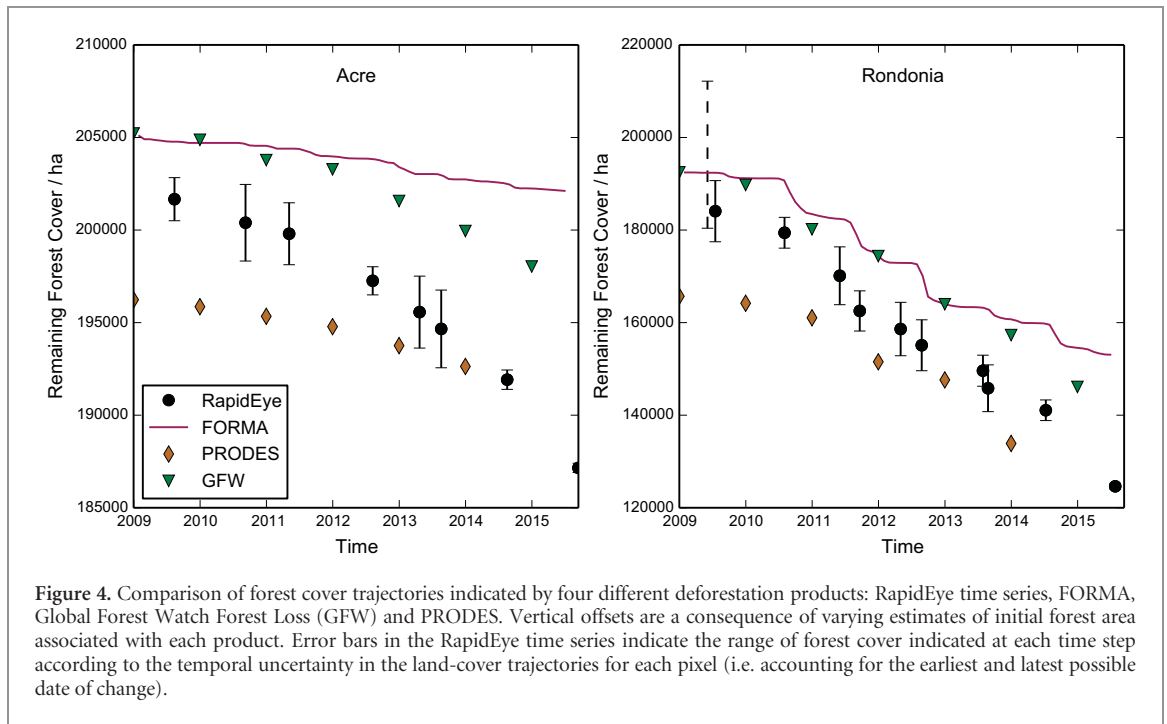 210000
205000
200000
195000
190000
185000
Remaining Forest Cover / ha
Acre
RapidEye
FORMA
PRODES
GFW
2009 2010 2011 2012 2013 2014 2015
Time
220000
200000
180000
160000
140000
120000
Remaining Forest Cover / ha
Rondonia
2009 2010 2011 2012 2013 2014 2015
Time
Figure 4. Comparison of forest cover trajectories indicated by four different deforestation products: RapidEye time series, FORMA,
Global Forest Watch Forest Loss (GFW) and PRODES. Vertical offsets are a consequence of varying estimates of initial forest area
associated with each product. Error bars in the RapidEye time series indicate the range of forest cover indicated at each time step
according to the temporal uncertainty in the land-cover trajectories for each pixel (i.e. accounting for the earliest and latest possible
date of change).